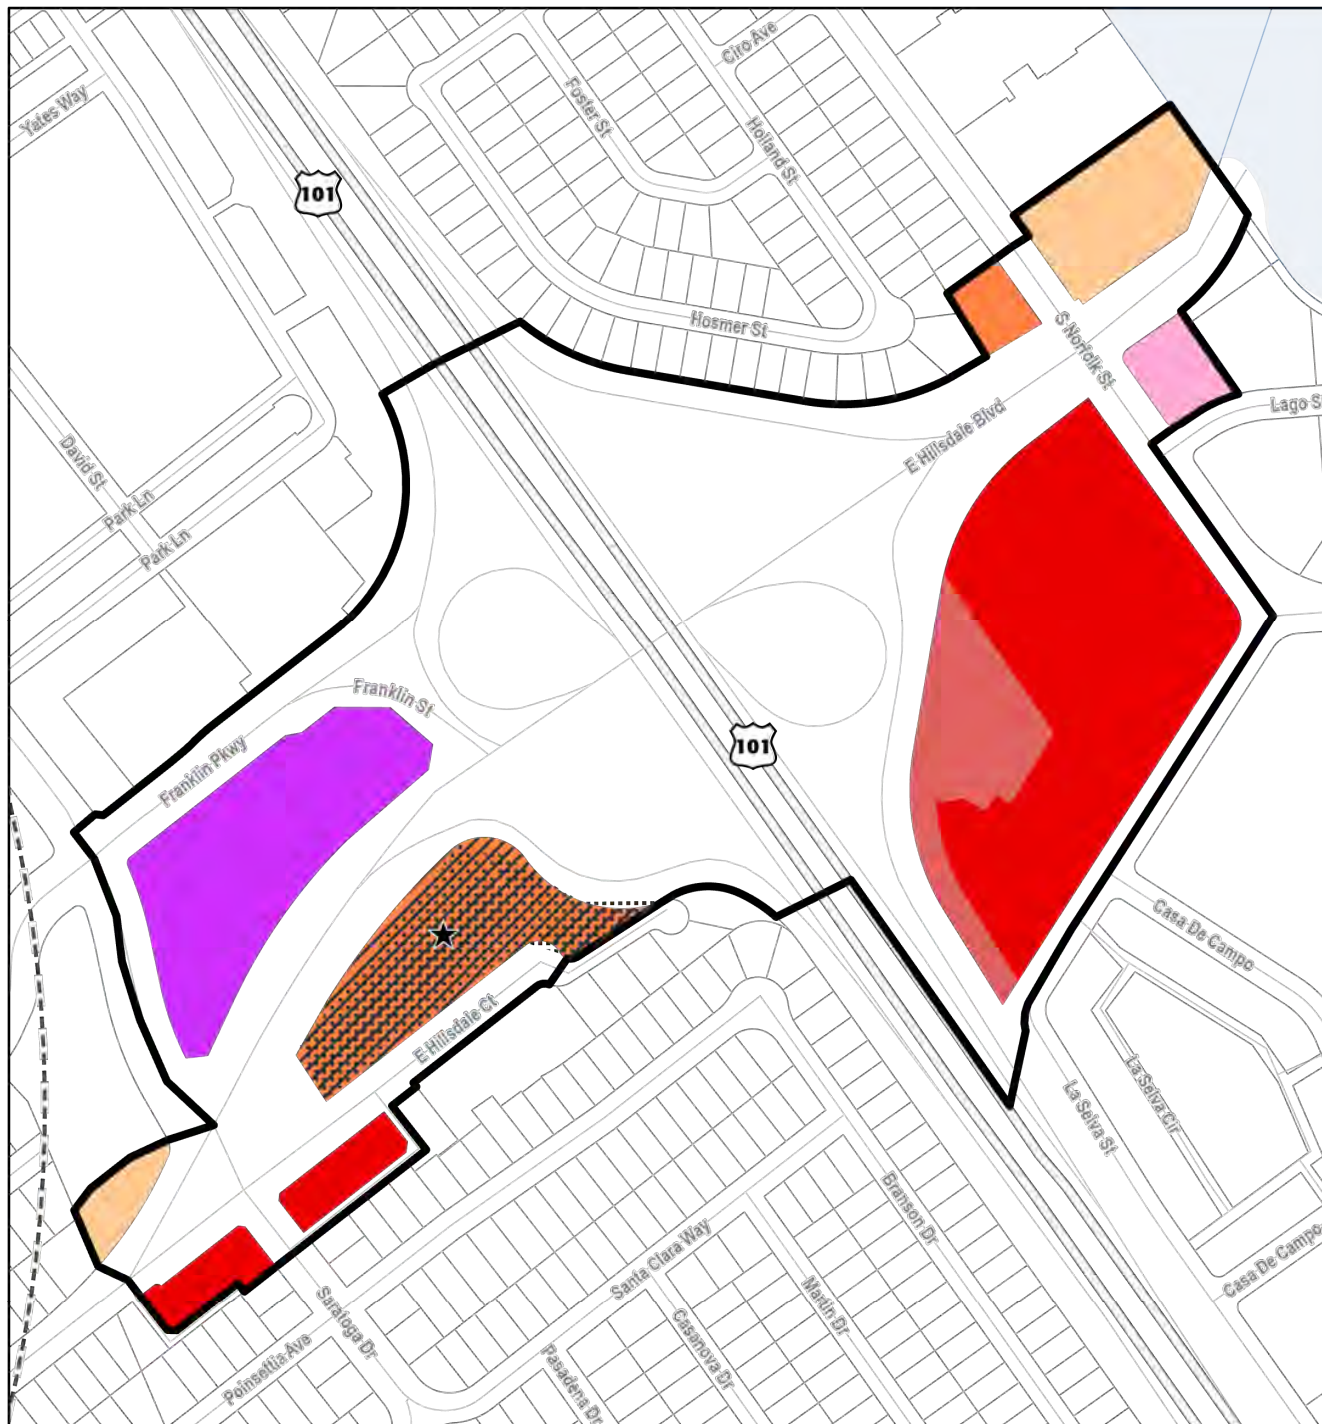 Yates Way
Ciro Ave
Foster St
Holland St
101
Hosmer St
S Norfolk St
Lago S
E Hillsdale Blvd
David St
Park Ln
Park Ln
Franklin St
Franklin Pkwy
101
E Hillsdale Ct
Casa De Campo
La Selva Cir
La Selva St
Branson Dr
Santa Clara Way
Casa De Campo
Martin Dr
Saratoga Dr
Casanova Dr
Poinsettia Ave
Pasadena Dr